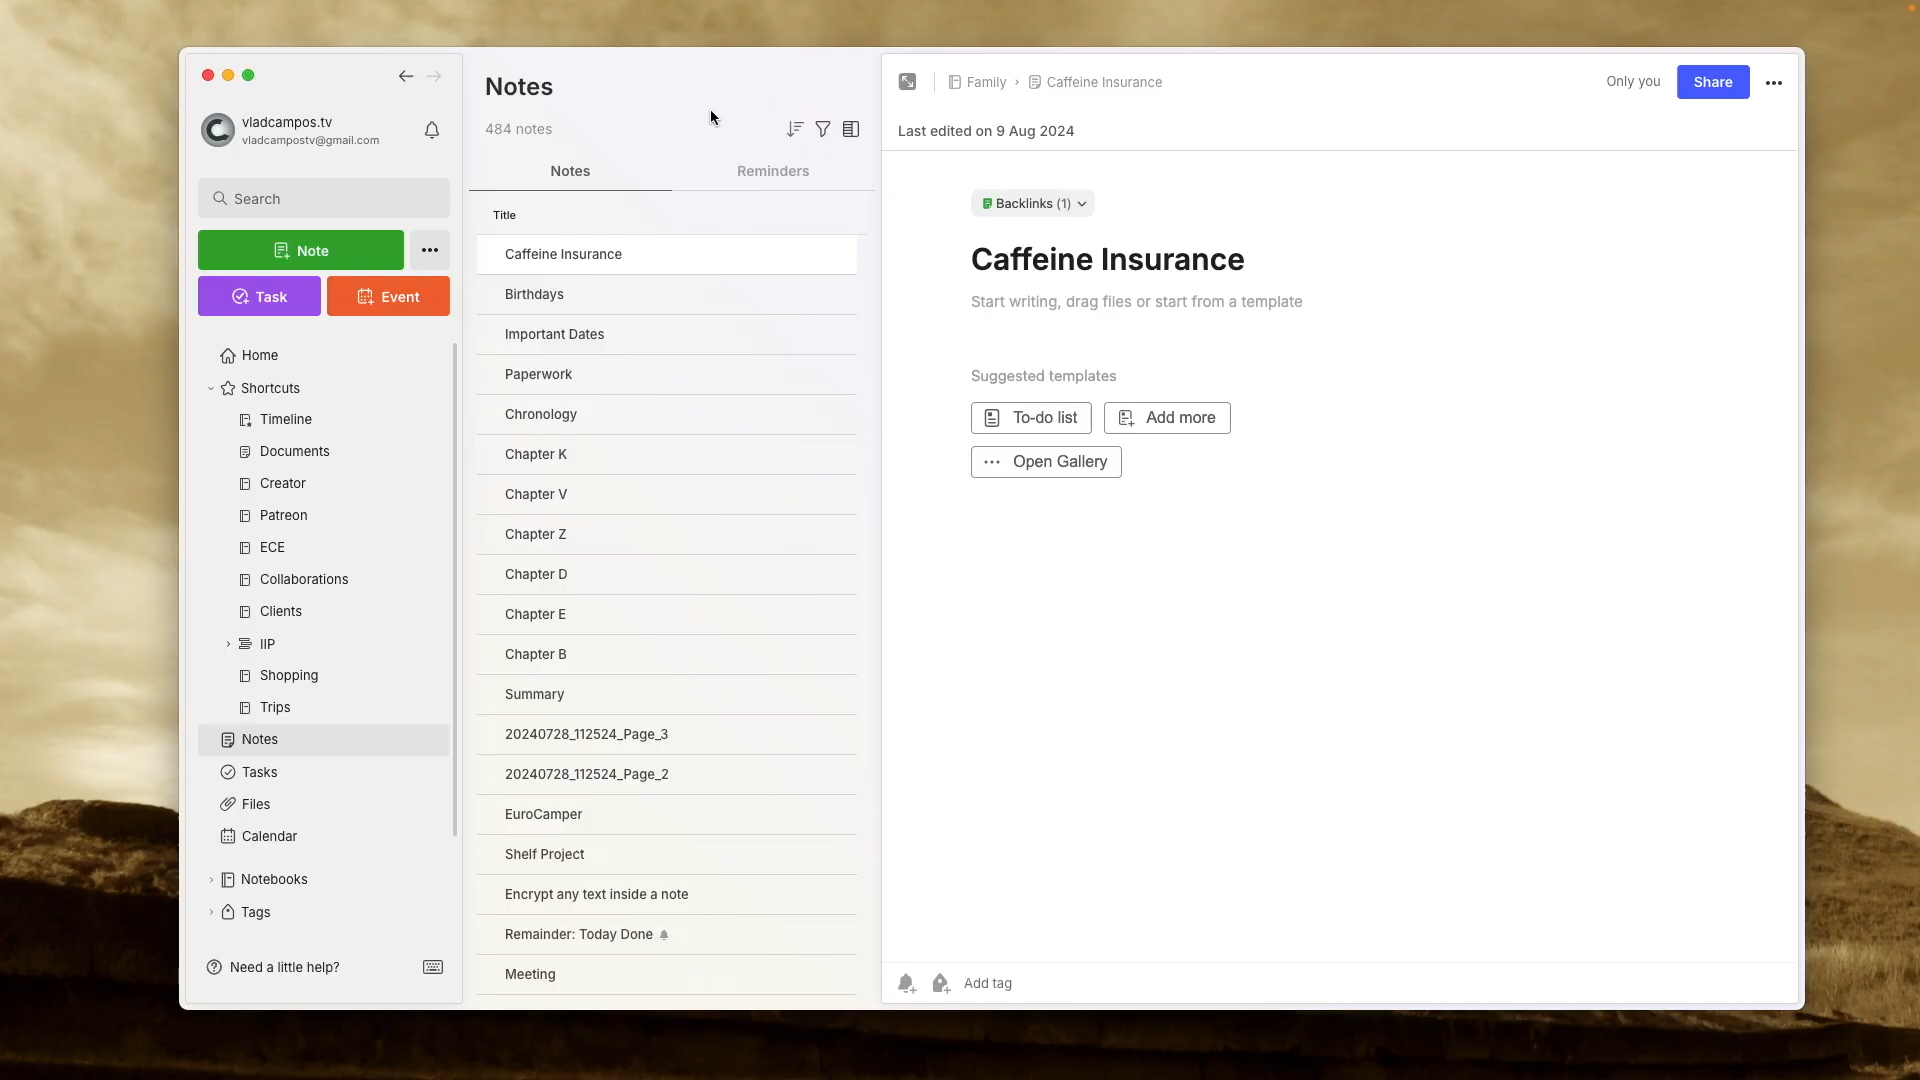 vladcampos.tv
vladcampostv@gmail.com
Search
Note
Task
Event
Home
Shortcuts
Timeline
Documents
Creator
Patreon
ECE
Collaborations
Clients
IIP
Shopping
Trips
Notes
Tasks
Files
Calendar
Notebooks
Tags
Need a little help?
Notes
484 notes
Notes
Reminders
Title
Caffeine Insurance
Birthdays
Important Dates
Paperwork
Chronology
Chapter K
Chapter V
Chapter Z
Chapter D
Chapter E
Chapter B
Summary
20240728_112524_Page_3
20240728_112524_Page_2
EuroCamper
Shelf Project
Encrypt any text inside a note
Remainder: Today Done
Meeting
Family › Caffeine Insurance
Only you
Share
Last edited on 9 Aug 2024
Backlinks (1)
Caffeine Insurance
Start writing, drag files or start from a template
Suggested templates
To-do list
Add more
Open Gallery
Add tag